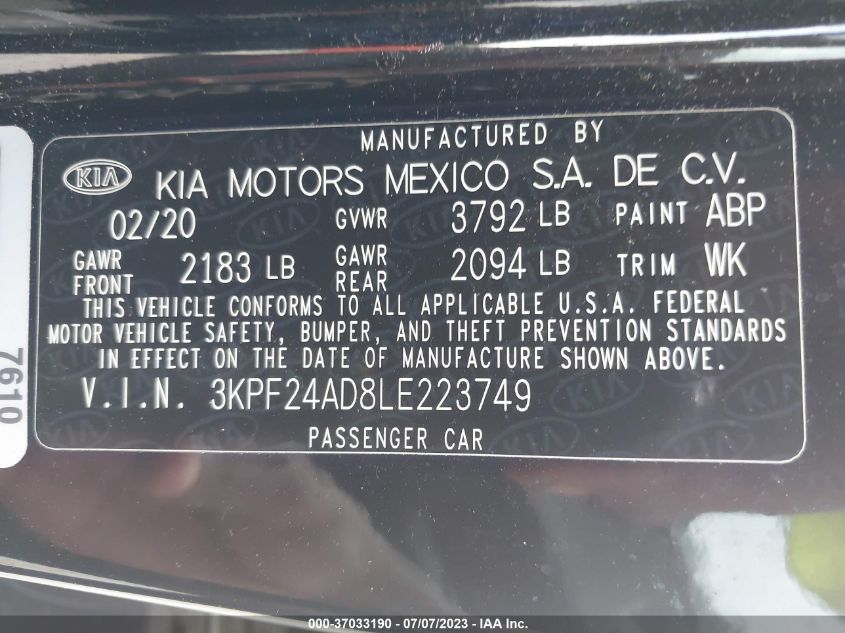 MANUFACTURED BY
KIA KIA MOTORS MEXICO S.A. DE C.V.
02/20 GVWR 3792 LB PAINT ABP
GAWR FRONT 2183 LB GAWR REAR 2094 LB TRIM WK
THIS VEHICLE CONFORMS TO ALL APPLICABLE U.S.A. FEDERAL
MOTOR VEHICLE SAFETY, BUMPER, AND THEFT PREVENTION STANDARDS
IN EFFECT ON THE DATE OF MANUFACTURE SHOWN ABOVE.
V.I.N. 3KPF24AD8LE223749
PASSENGER CAR
7610
000-37033190 - 07/07/2023 - IAA Inc.